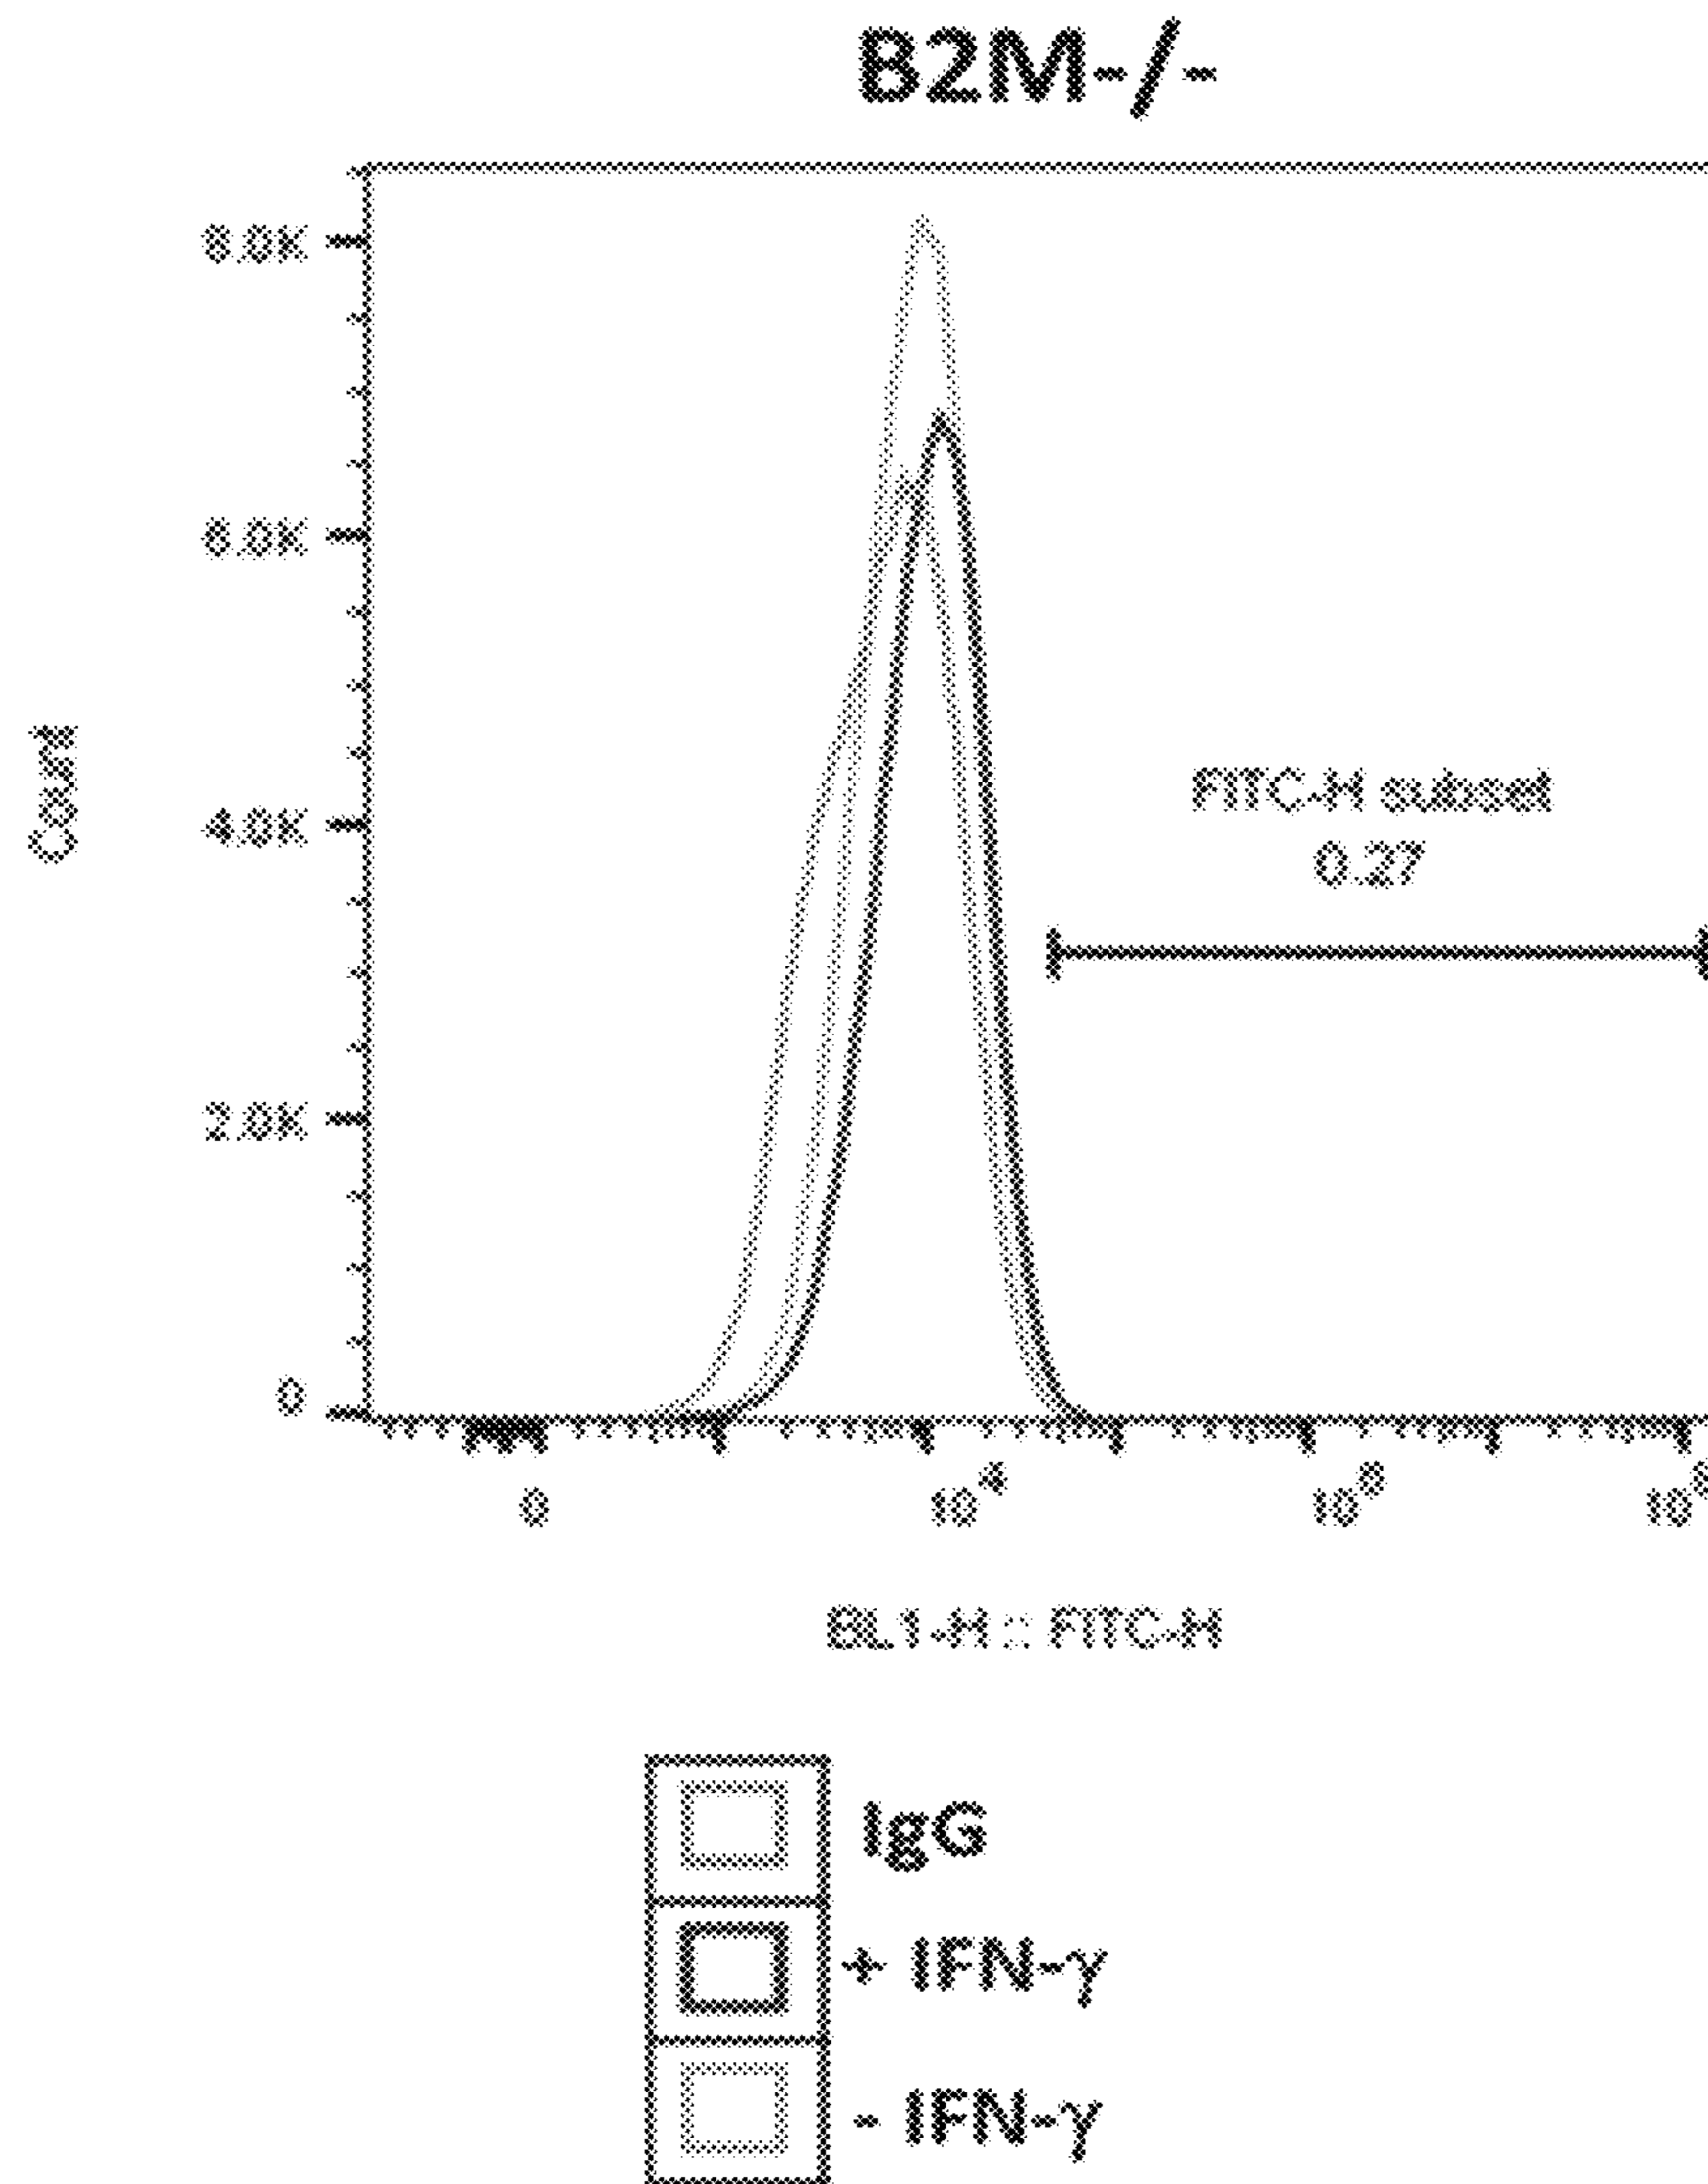 B2M-/-
8.0K
6.0K
4.0K
2.0K
0
Count
FITC-H subset
0.27
0
10^4
10^6
BL1-H :: FITC-H
IgG
+ IFN-γ
- IFN-γ